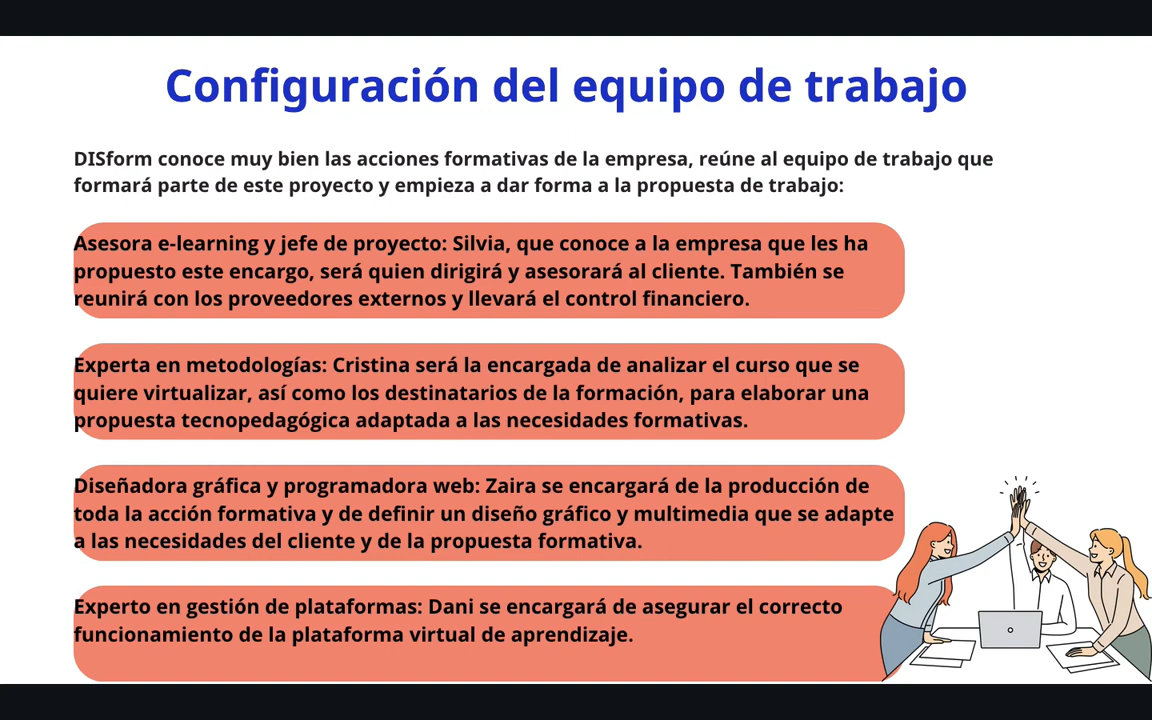 Configuración del equipo de trabajo
DISform conoce muy bien las acciones formativas de la empresa, reúne al equipo de trabajo que
formará parte de este proyecto y empieza a dar forma a la propuesta de trabajo:
Asesora e-learning y jefe de proyecto: Silvia, que conoce a la empresa que les ha
propuesto este encargo, será quien dirigirá y asesorará al cliente. También se
reunirá con los proveedores externos y llevará el control financiero.
Experta en metodologías: Cristina será la encargada de analizar el curso que se
quiere virtualizar, así como los destinatarios de la formación, para elaborar una
propuesta tecnopedagógica adaptada a las necesidades formativas.
Diseñadora gráfica y programadora web: Zaira se encargará de la producción de
toda la acción formativa y de definir un diseño gráfico y multimedia que se adapte
a las necesidades del cliente y de la propuesta formativa.
Experto en gestión de plataformas: Dani se encargará de asegurar el correcto
funcionamiento de la plataforma virtual de aprendizaje.